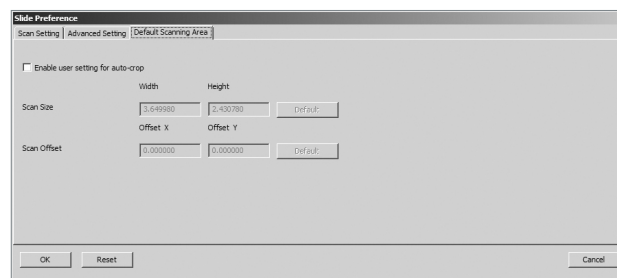 Slide Preference
Scan Setting Advanced Setting Default Scanning Area
Enable user setting for auto-crop
Width Height
Scan Size 3.649980 2.430780 Default
Offset X Offset Y
Scan Offset 0.000000 0.000000 Default
OK Reset Cancel